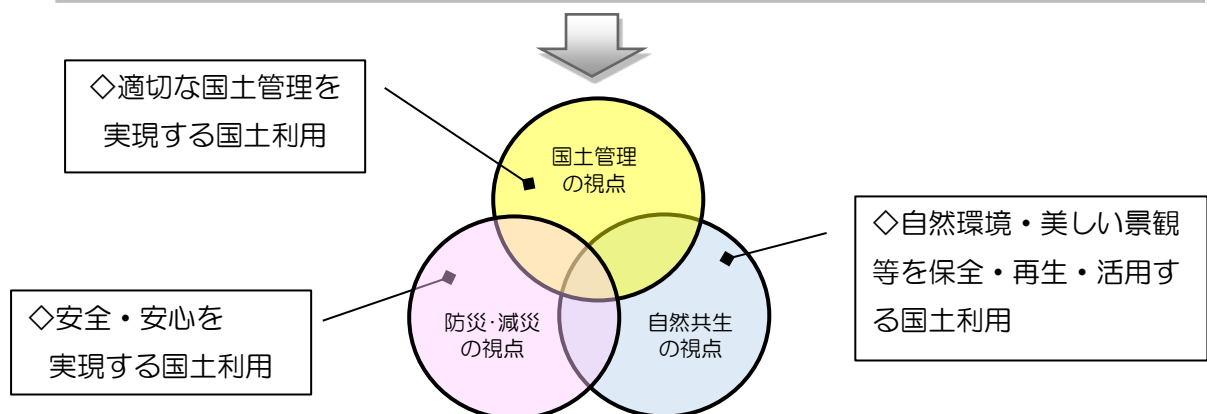 ◇適切な国土管理を
実現する国土利用
国土管理
の視点
◇自然環境・美しい景観
等を保全・再生・活用す
る国土利用
◇安全・安心を
実現する国土利用
防災・減災
の視点
自然共生
の視点